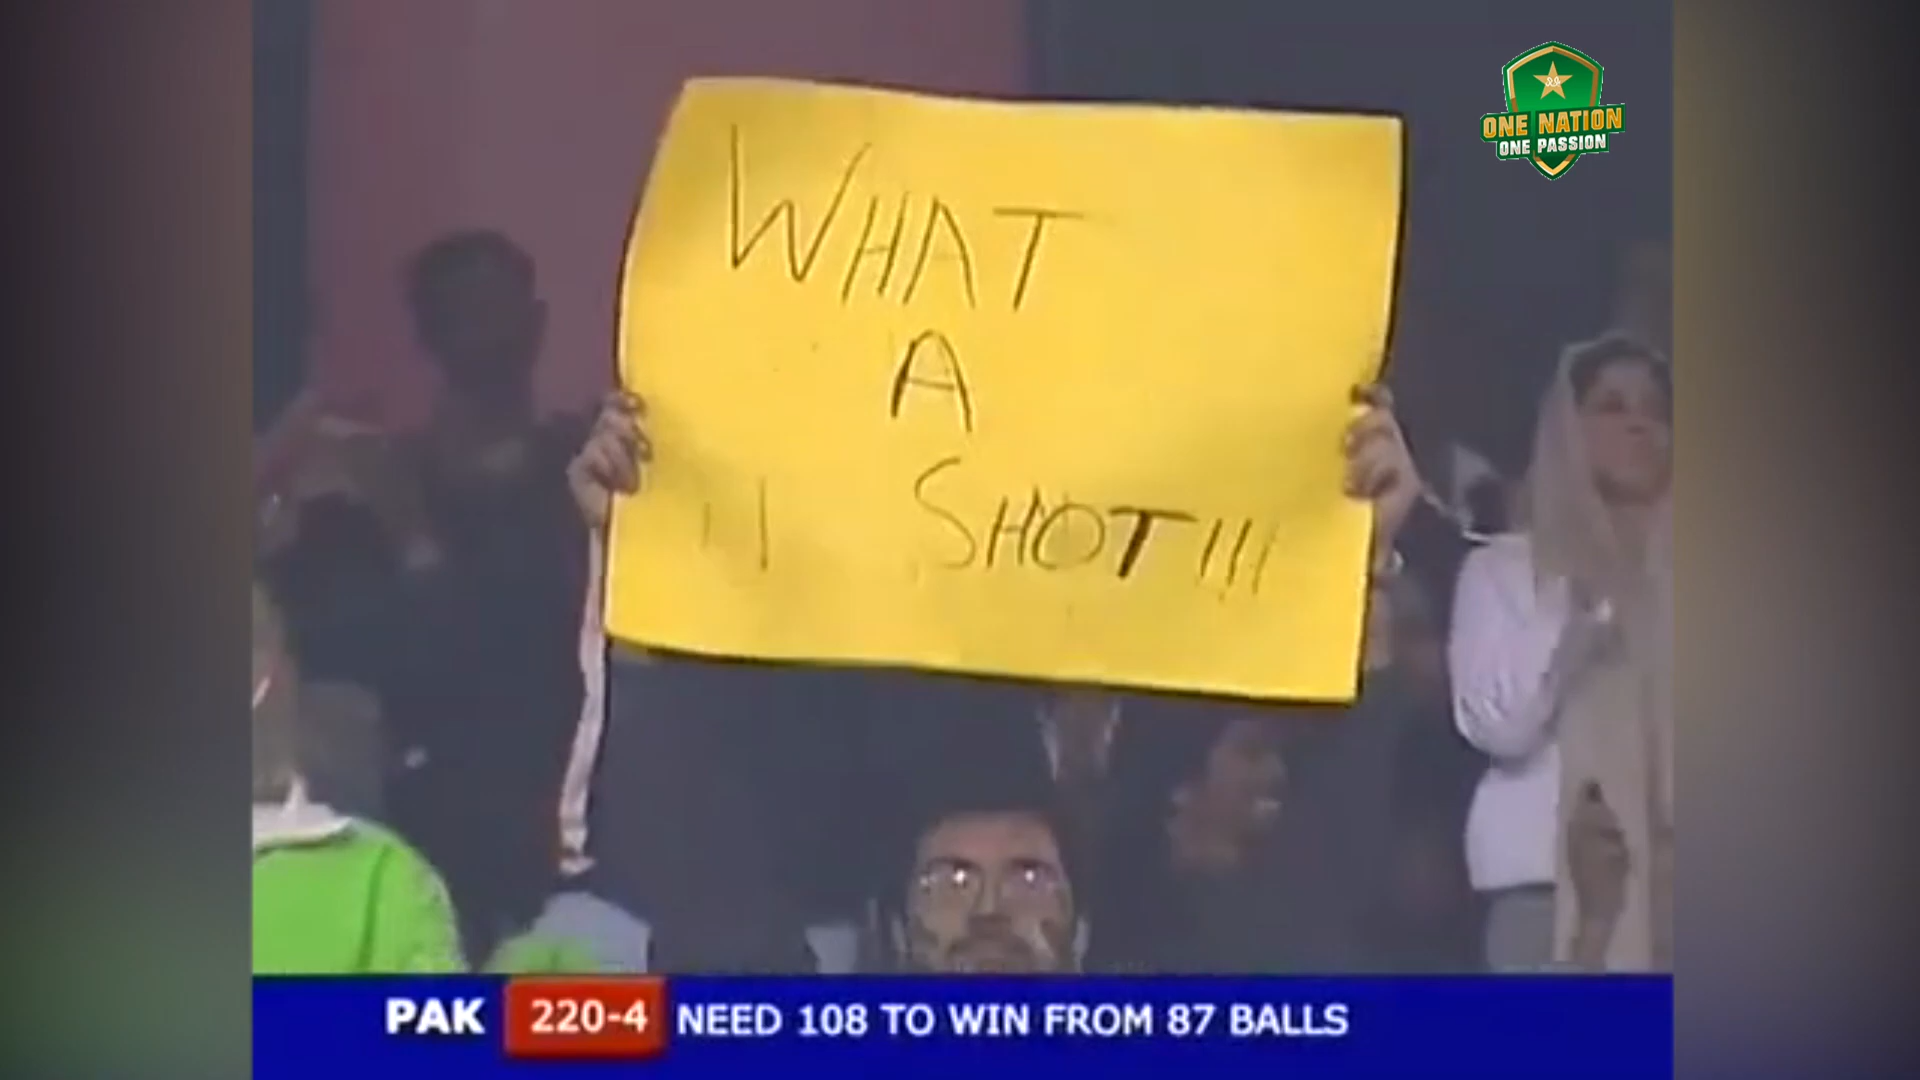 ONE NATION
ONE PASSION
WHAT
A
SHOT!!!
PAK 220-4 NEED 108 TO WIN FROM 87 BALLS